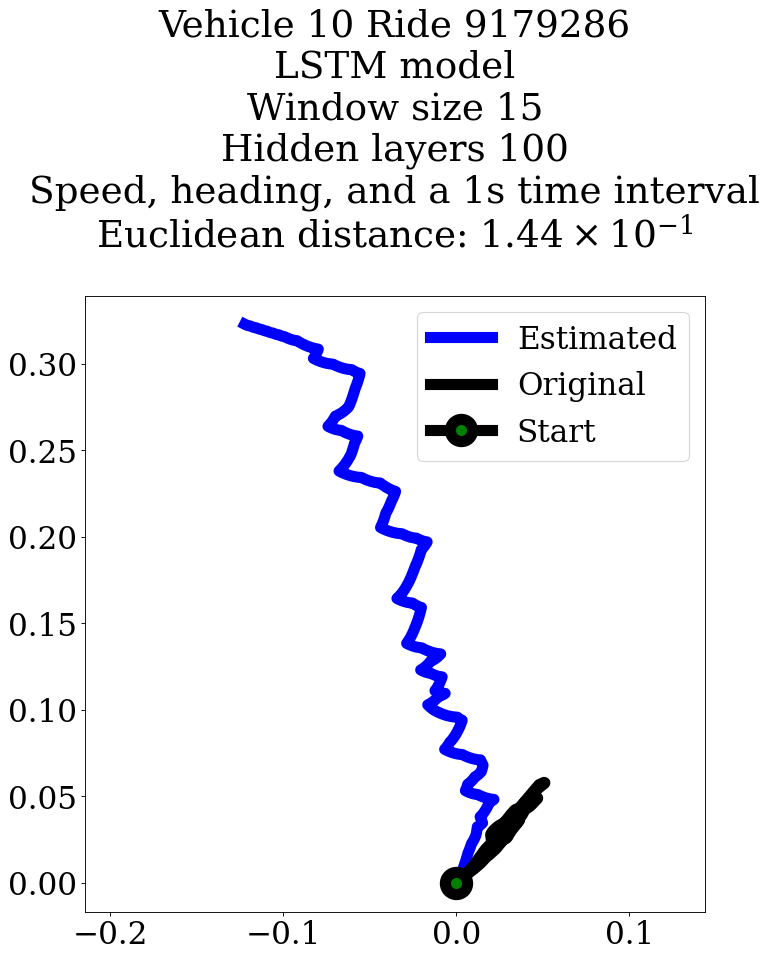 Vehicle 10 Ride 9179286
LSTM model
Window size 15
Hidden layers 100
Speed, heading, and a 1s time interval
Euclidean distance: 1.44 × 10⁻¹
Estimated
Original
Start
0.30
0.25
0.20
0.15
0.10
0.05
0.00
−0.2 −0.1 0.0 0.1